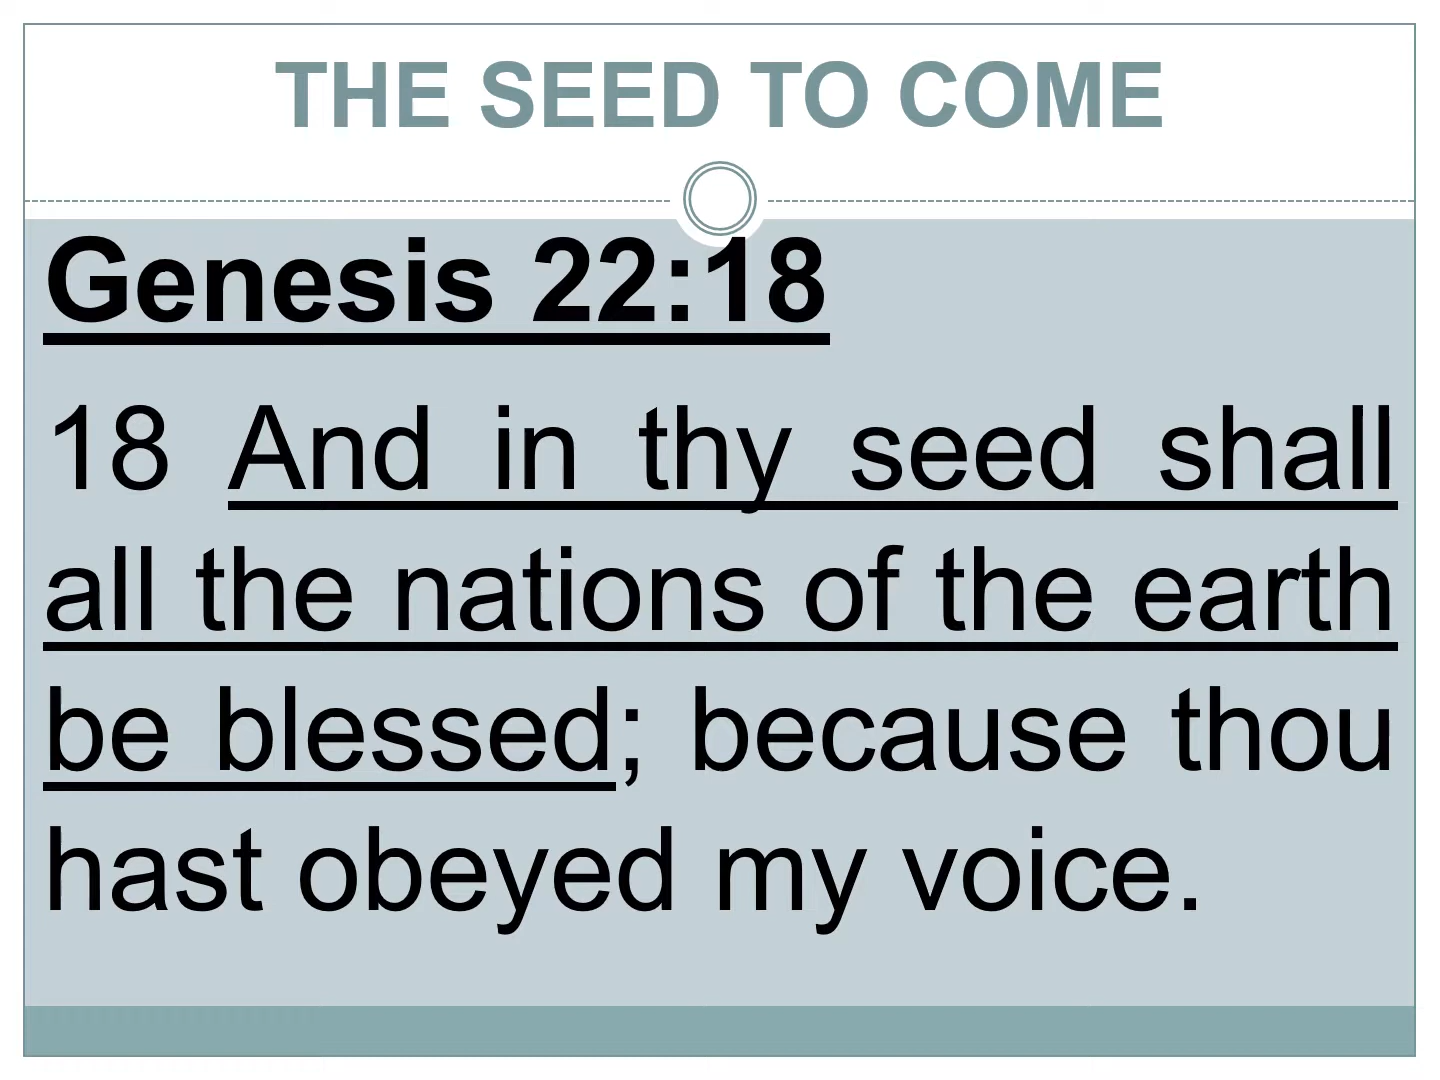 THE SEED TO COME
Genesis 22:18
18 And in thy seed shall
all the nations of the earth
be blessed; because thou
hast obeyed my voice.